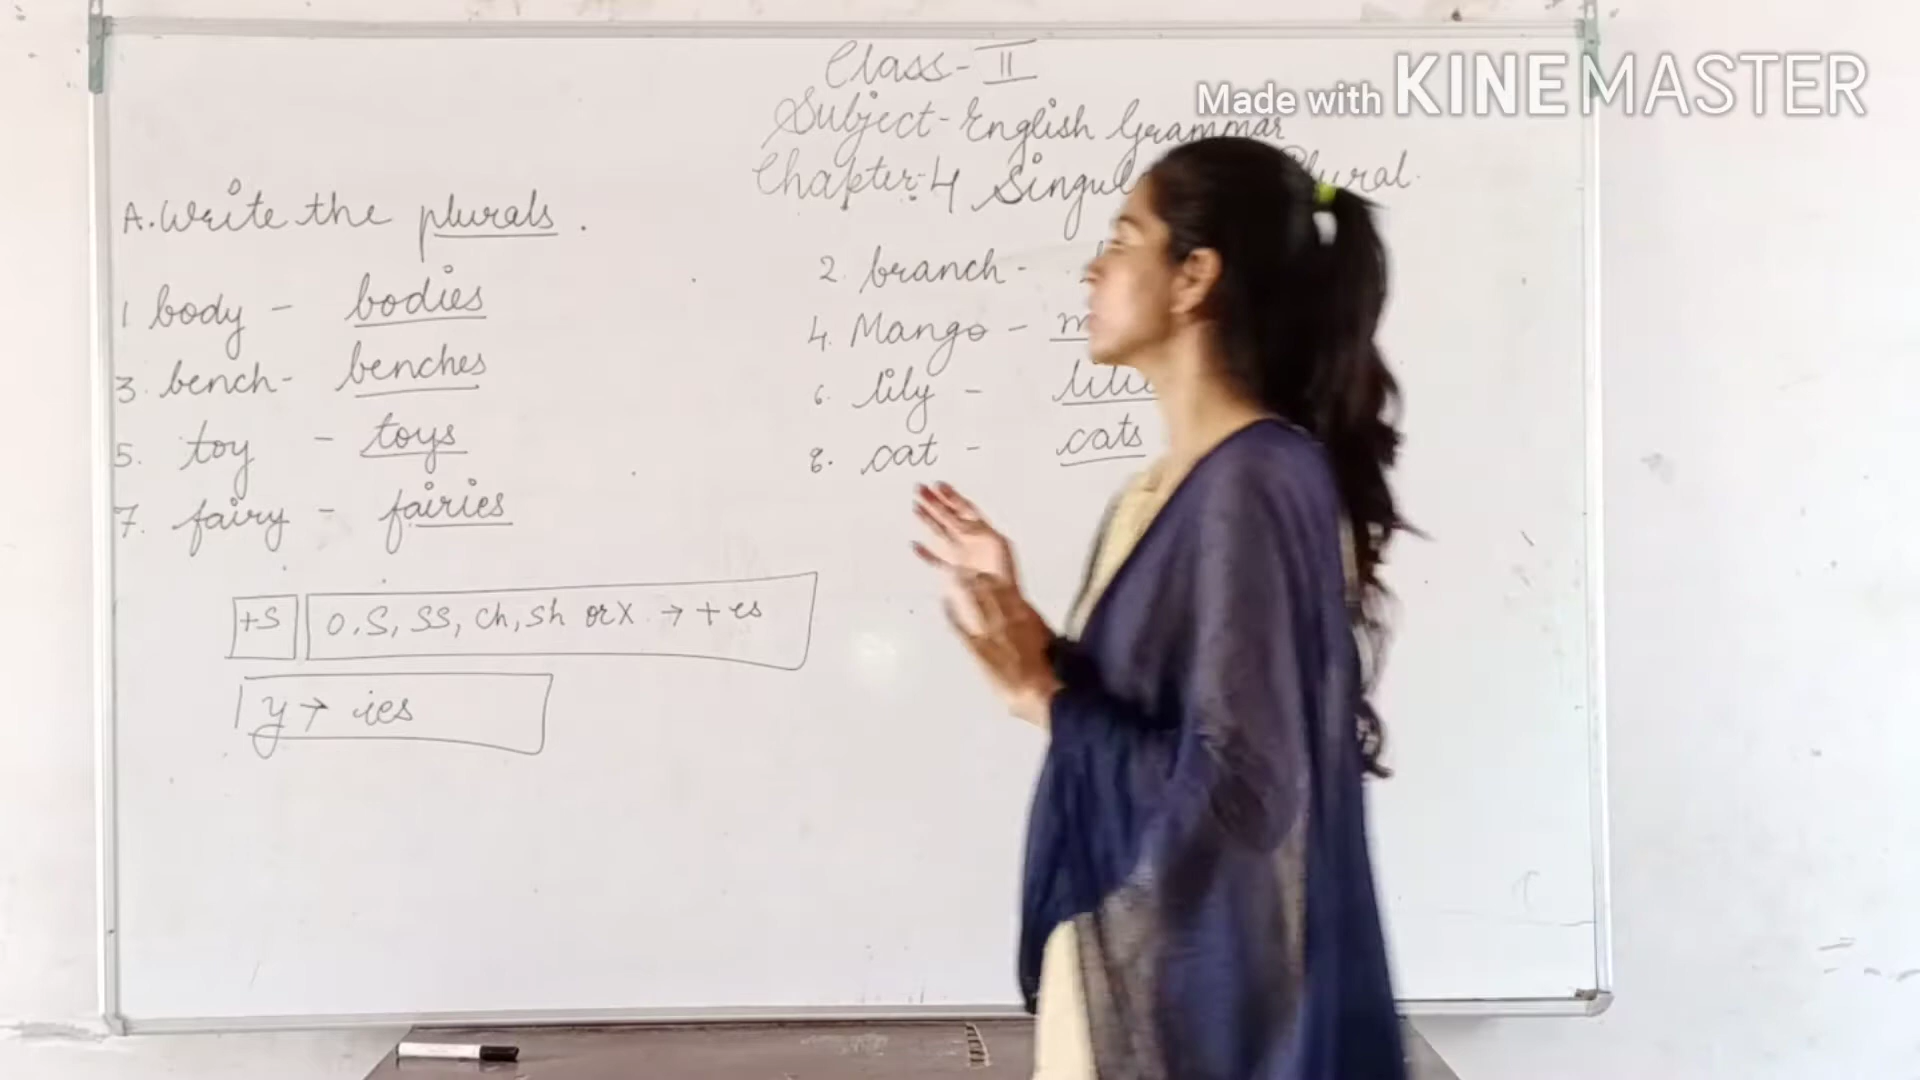 Class-II
Made with KINEMASTER
Subject-English Grammar
Chapter:4 Singul
A. Write the plurals.
1 body - bodies
2. branch-
3. bench- benches
4. Mango - m
5. toy - toys
6. lily -
7. fairy - fairies
8. cat - cats
+S
O,S, SS, Ch, Sh or X → + es
y → ies